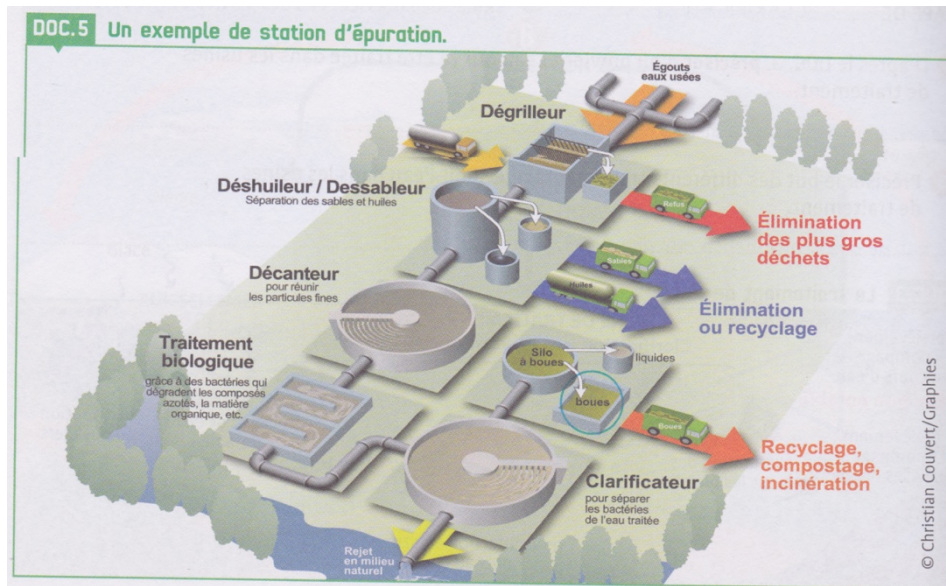 DOC.5 Un exemple de station d'épuration.
Égouts
eaux usées
Dégrilleur
Déshuileur / Dessableur
Séparation des sables et huiles
Refus
Élimination
des plus gros
déchets
Sables
Huiles
Élimination
ou recyclage
Décanteur
pour réunir
les particules fines
Traitement
biologique
grâce à des bactéries qui
dégradent les composés
azotés, la matière
organique, etc.
Silo
à boues
liquides
boues
Boues
Recyclage,
compostage,
incinération
Clarificateur
pour séparer
les bactéries
de l'eau traitée
Rejet
en milieu
naturel
© Christian Couvert/Graphies